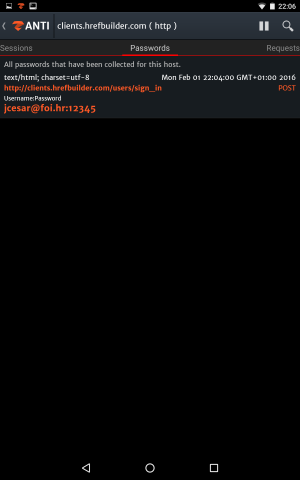 22:06
ANTI clients.hrefbuilder.com ( http )
Sessions Passwords Requests
All passwords that have been collected for this host.
text/html; charset=utf-8 Mon Feb 01 22:04:00 GMT+01:00 2016
http://clients.hrefbuilder.com/users/sign_in POST
Username:Password
jcesar@foi.hr:12345